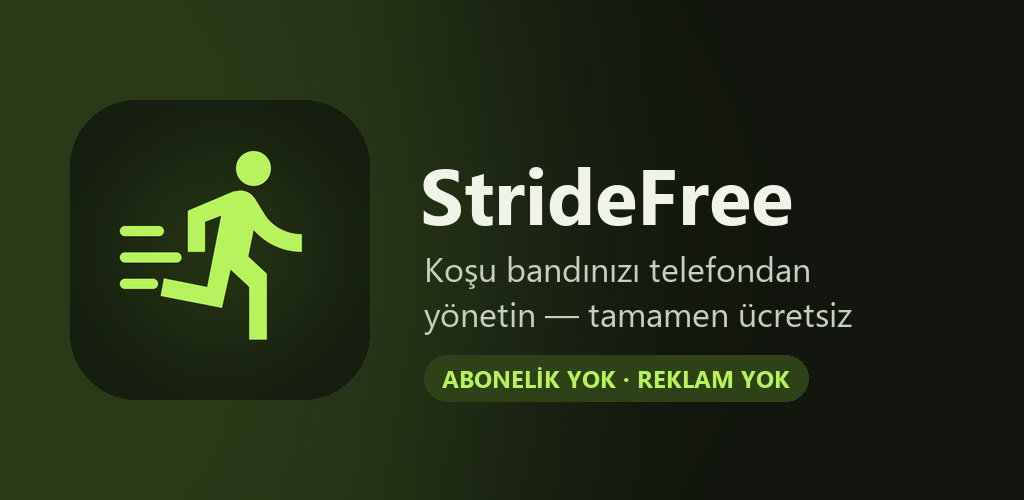 StrideFree
Koşu bandınızı telefondan
yönetin — tamamen ücretsiz
ABONELİK YOK · REKLAM YOK